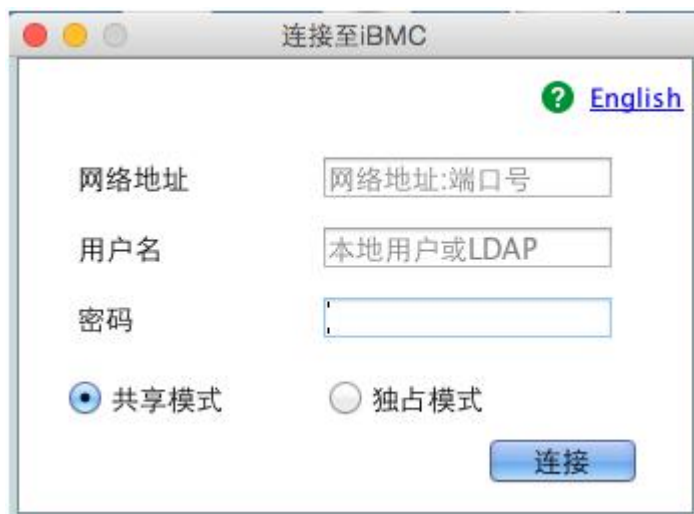 连接至iBMC
? English
网络地址 网络地址:端口号
用户名 本地用户或LDAP
密码
共享模式 独占模式
连接